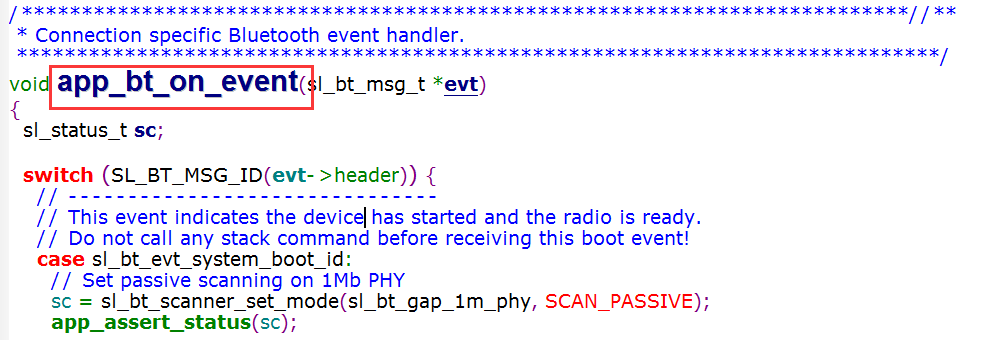 /**************************************************************************//**
 * Connection specific Bluetooth event handler.
 *****************************************************************************/
void app_bt_on_event(sl_bt_msg_t *evt)
{
  sl_status_t sc;
  switch (SL_BT_MSG_ID(evt->header)) {
    // -------------------------------
    // This event indicates the device has started and the radio is ready.
    // Do not call any stack command before receiving this boot event!
    case sl_bt_evt_system_boot_id:
      // Set passive scanning on 1Mb PHY
      sc = sl_bt_scanner_set_mode(sl_bt_gap_1m_phy, SCAN_PASSIVE);
      app_assert_status(sc);